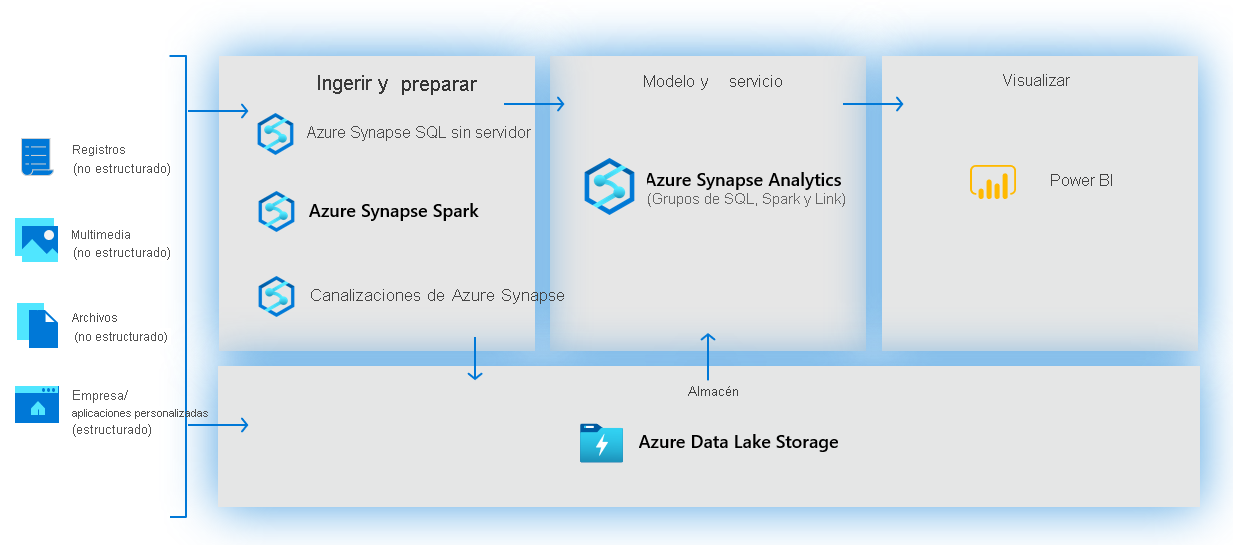 Registros
(no estructurado)
Multimedia
(no estructurado)
Archivos
(no estructurado)
Empresa/
aplicaciones personalizadas
(estructurado)
Ingerir y preparar
Azure Synapse SQL sin servidor
Azure Synapse Spark
Canalizaciones de Azure Synapse
Modelo y servicio
Azure Synapse Analytics
(Grupos de SQL, Spark y Link)
Visualizar
Power BI
Almacén
Azure Data Lake Storage